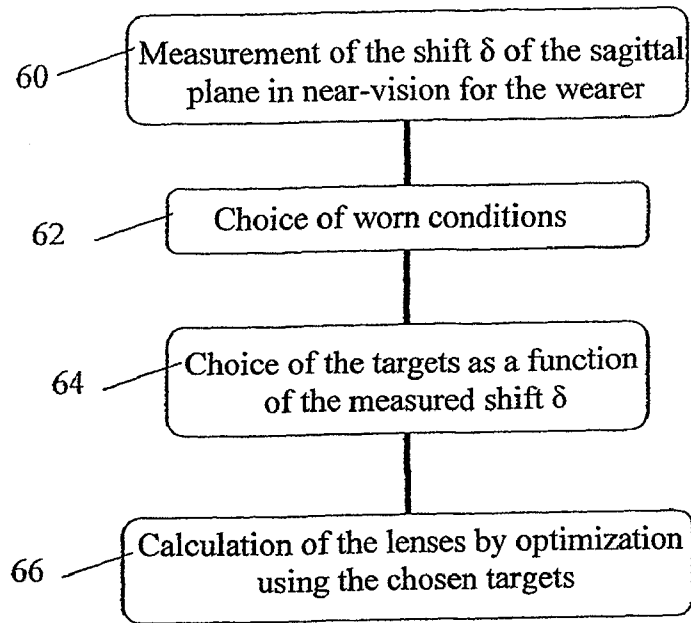 60
Measurement of the shift δ of the sagittal
plane in near-vision for the wearer
62
Choice of worn conditions
64
Choice of the targets as a function
of the measured shift δ
66
Calculation of the lenses by optimization
using the chosen targets